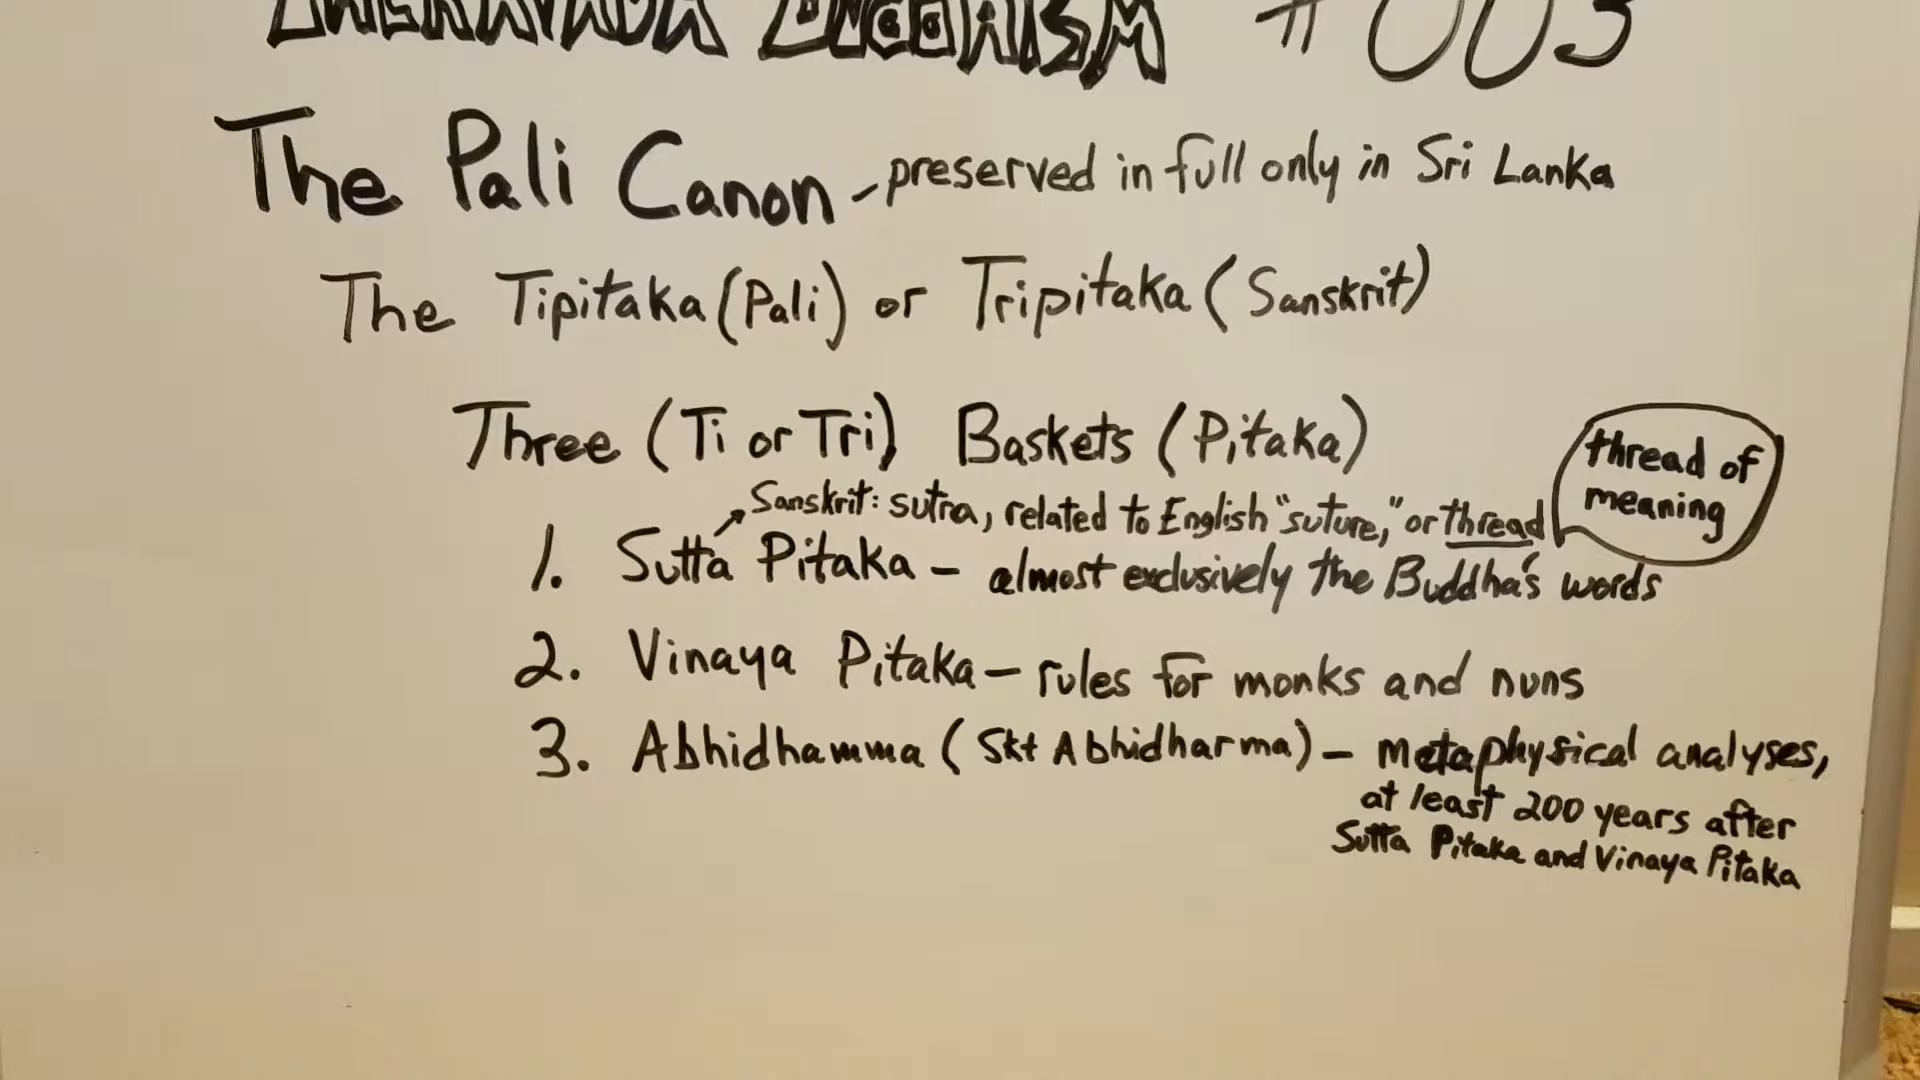 THERAVADA BUDDHISM #003
The Pali Canon - preserved in full only in Sri Lanka
The Tipitaka (Pali) or Tripitaka (Sanskrit)
Three (Ti or Tri) Baskets (Pitaka)
thread of
meaning
Sanskrit: sutra, related to English "suture," or thread
1. Sutta Pitaka - almost exclusively the Buddha's words
2. Vinaya Pitaka - rules for monks and nuns
3. Abhidhamma (Skt Abhidharma) - metaphysical analyses,
at least 200 years after
Sutta Pitaka and Vinaya Pitaka